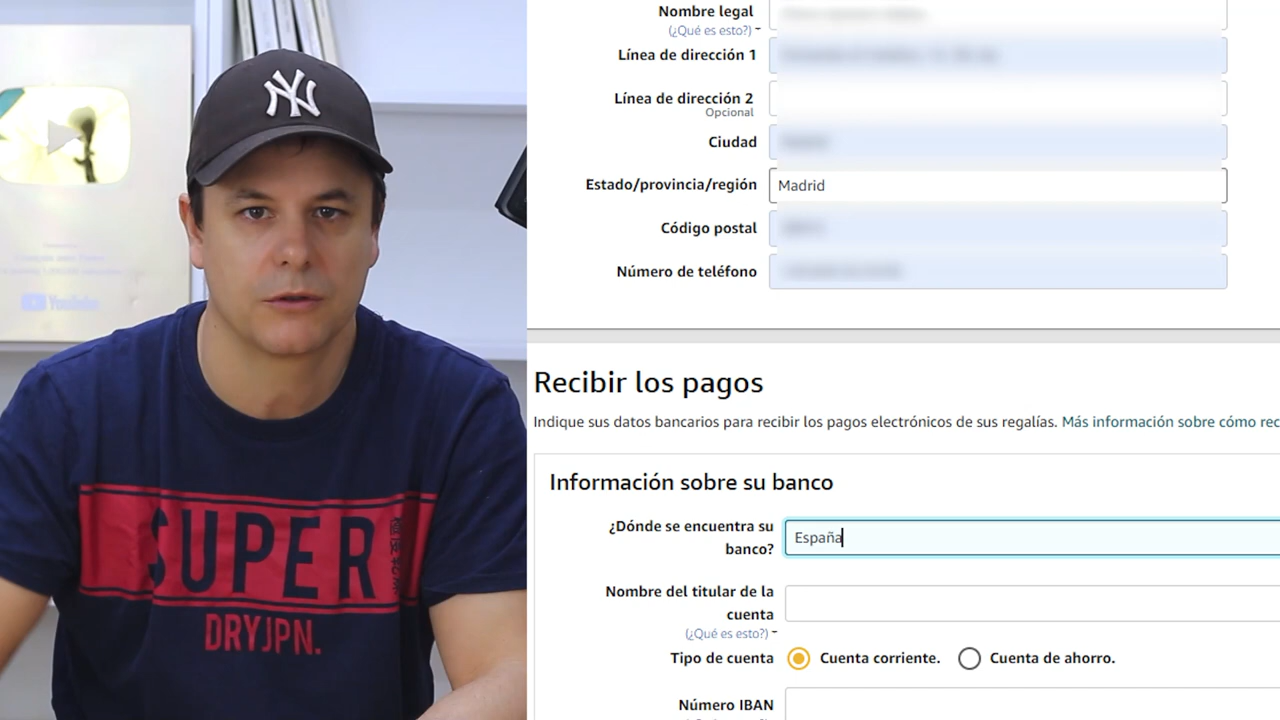 NY
YouTube
SUPER
DRYJPN.
Nombre legal
(¿Qué es esto?)
Línea de dirección 1
Línea de dirección 2
Opcional
Ciudad
Estado/provincia/región
Madrid
Código postal
Número de teléfono
Recibir los pagos
Indique sus datos bancarios para recibir los pagos electrónicos de sus regalías. Más información sobre cómo rec
Información sobre su banco
¿Dónde se encuentra su
banco?
España
Nombre del titular de la
cuenta
(¿Qué es esto?)
Tipo de cuenta
Cuenta corriente.
Cuenta de ahorro.
Número IBAN